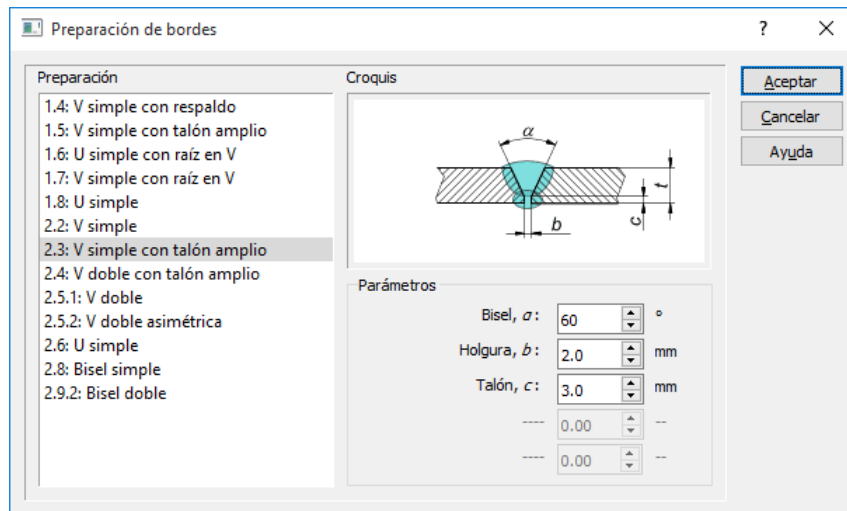 Preparación de bordes
?
Preparación
1.4: V simple con respaldo
1.5: V simple con talón amplio
1.6: U simple con raíz en V
1.7: V simple con raíz en V
1.8: U simple
2.2: V simple
2.3: V simple con talón amplio
2.4: V doble con talón amplio
2.5.1: V doble
2.5.2: V doble asimétrica
2.6: U simple
2.8: Bisel simple
2.9.2: Bisel doble
Croquis
α
t
c
b
Parámetros
Bisel, α: 60 °
Holgura, b: 2.0 mm
Talón, c: 3.0 mm
---- 0.00 --
---- 0.00 --
Aceptar
Cancelar
Ayuda